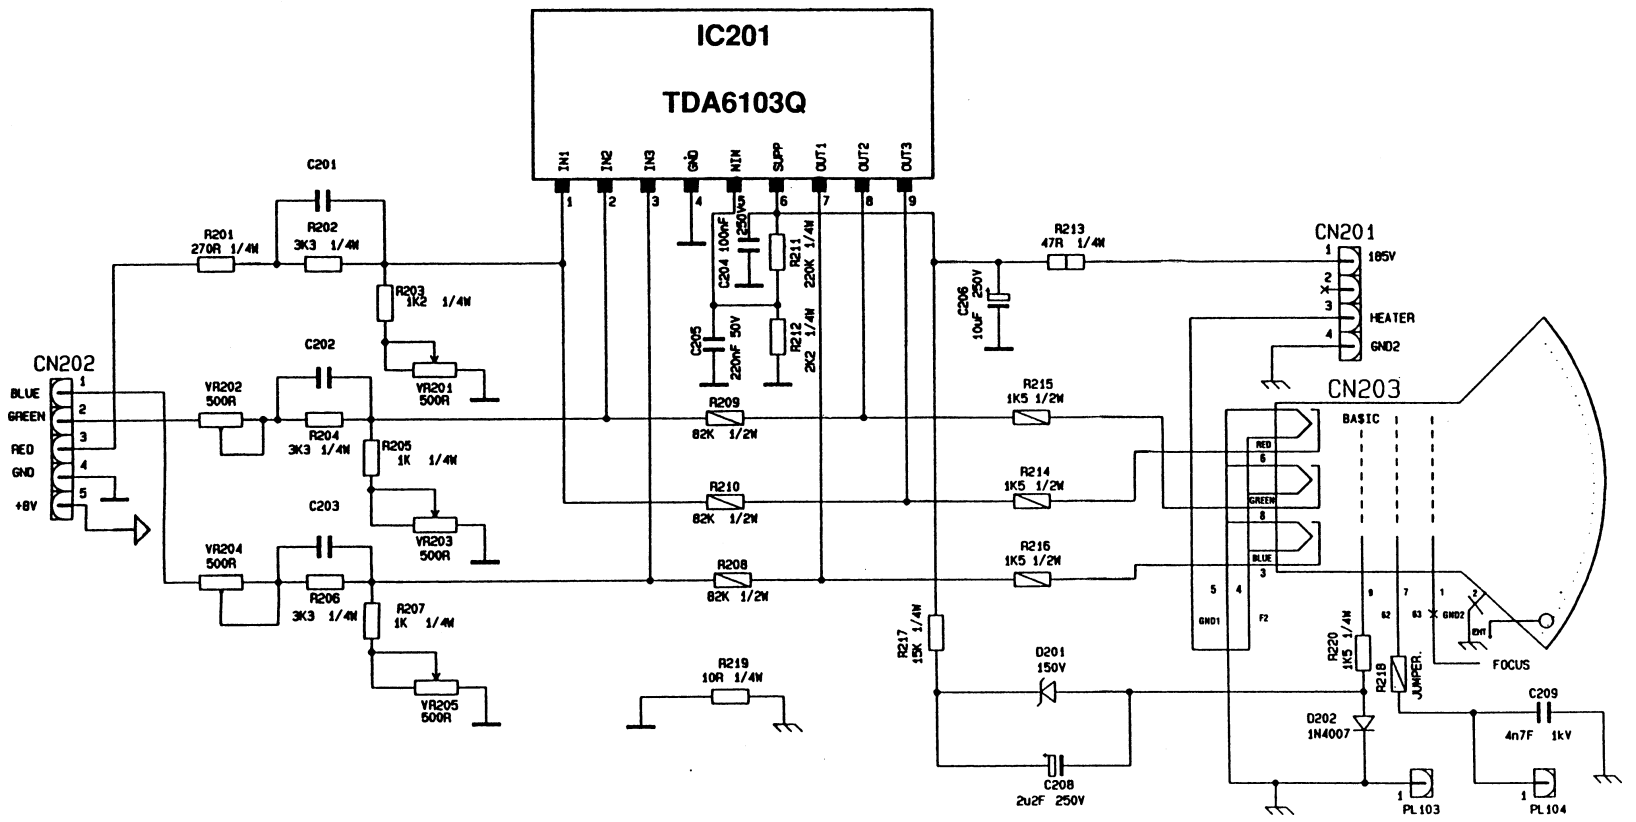 IC201
TDA6103Q
IN1
IN2
IN3
GND
MIN
SUPP
OUT1
OUT2
OUT3
1
2
3
4
6
7
8
9
C201
R201
270R 1/4W
R202
3K3 1/4W
R203
1K2 1/4W
VR201
500R
C204 100nF
250V
R211
220K 1/4W
R212
2K2 1/4W
C205
220nF 50V
R213
47R 1/4W
C206
10uF 250V
CN201
1
2
3
4
185V
HEATER
GND2
CN202
BLUE
GREEN
RED
GND
+8V
1
2
3
4
5
C202
VR202
500R
R204
3K3 1/4W
R205
1K 1/4W
VR203
500R
C203
VR204
500R
R206
3K3 1/4W
R207
1K 1/4W
VR205
500R
R209
82K 1/2W
R210
82K 1/2W
R208
82K 1/2W
R215
1K5 1/2W
R214
1K5 1/2W
R216
1K5 1/2W
CN203
BASIC
RED
6
GREEN
8
BLUE
3
5
4
GND1
F2
9
7
1
2
G2
G3
GND2
EHT
FOCUS
R217
15K 1/4W
R219
10R 1/4W
D201
150V
C208
2u2F 250V
R220
1K5 1/4W
R218
JUMPER.
D202
1N4007
C209
4n7F 1kV
1
PL103
1
PL104